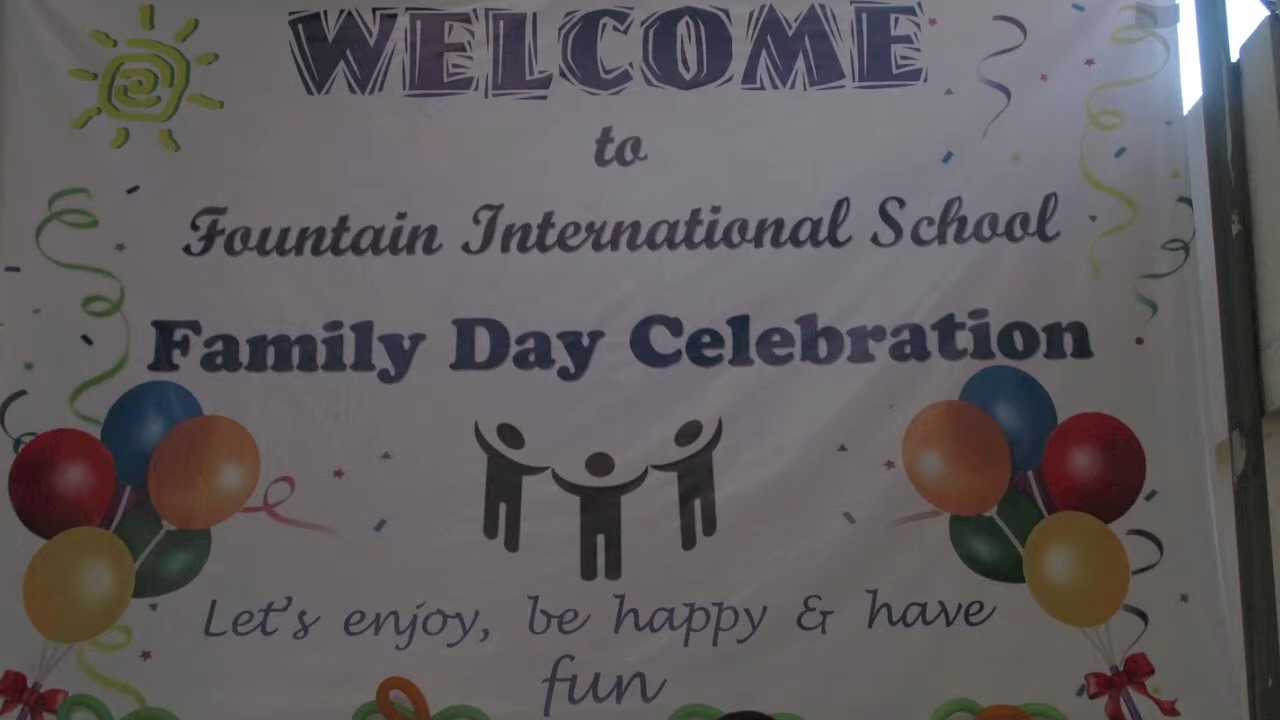 WELCOME
to
Fountain International School
Family Day Celebration
Let's enjoy, be happy & have
fun